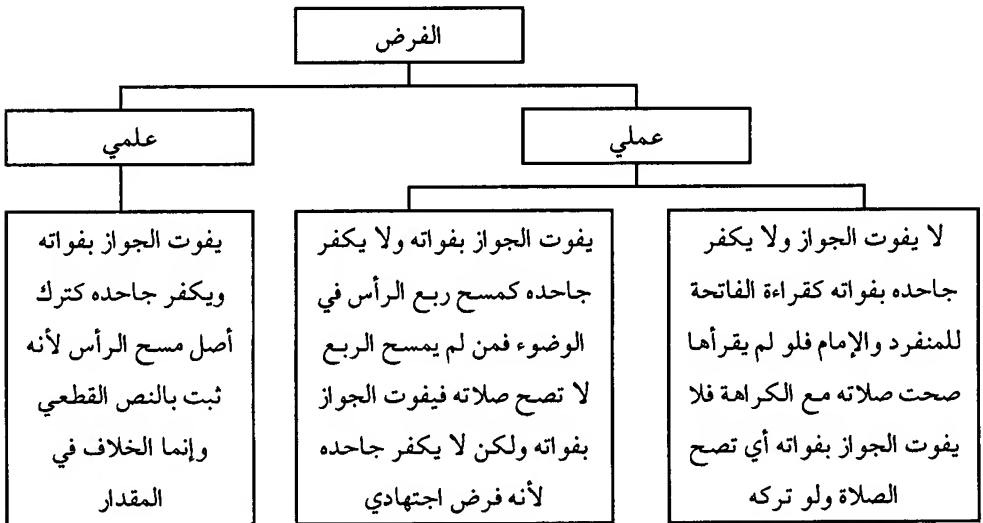 الفرض
عملي
علمي
لا يفوت الجواز ولا يكفر
جاحده بفواته كقراءة الفاتحة
للمنفرد والإمام فلو لم يقرأها
صحت صلاته مع الكراهة فلا
يفوت الجواز بفواته أي تصح
الصلاة ولو تركه
يفوت الجواز بفواته ولا يكفر
جاحده كمسح ربع الرأس في
الوضوء فمن لم يمسح الربع
لا تصح صلاته فيفوت الجواز
بفواته ولكن لا يكفر جاحده
لأنه فرض اجتهادي
يفوت الجواز بفواته
ويكفر جاحده كترك
أصل مسح الرأس لأنه
ثبت بالنص القطعي
وإنما الخلاف في
المقدار